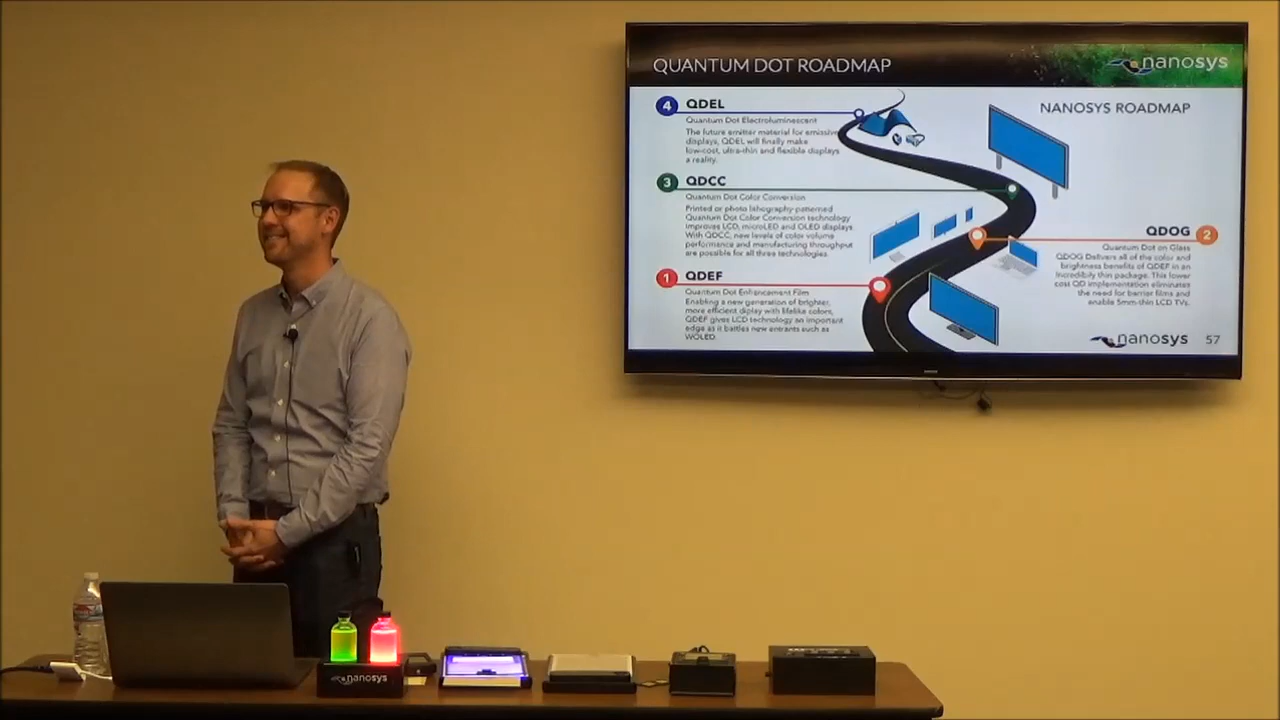 QUANTUM DOT ROADMAP
nanosys
NANOSYS ROADMAP
4 QDEL
Quantum Dot Electroluminescent
The future emitter material for emissive
displays, QDEL will finally make
low-cost, ultra-thin and flexible displays
a reality.
3 QDCC
Quantum Dot Color Conversion
Printed or photo lithography-patterned
Quantum Dot Color Conversion technology
improves LCD, microLED and OLED displays.
With QDCC, new levels of color volume
performance and manufacturing throughput
are possible for all three technologies.
QDOG 2
Quantum Dot on Glass
QDOG Delivers all of the color and
brightness benefits of QDEF in an
incredibly thin package. This lower
cost QD implementation eliminates
the need for barrier films and
enable 5mm-thin LCD TVs.
1 QDEF
Quantum Dot Enhancement Film
Enabling a new generation of brighter,
more efficient display with lifelike colors,
QDEF gives LCD technology an important
edge as it battles new entrants such as
WOLED.
nanosys 57
nanosys